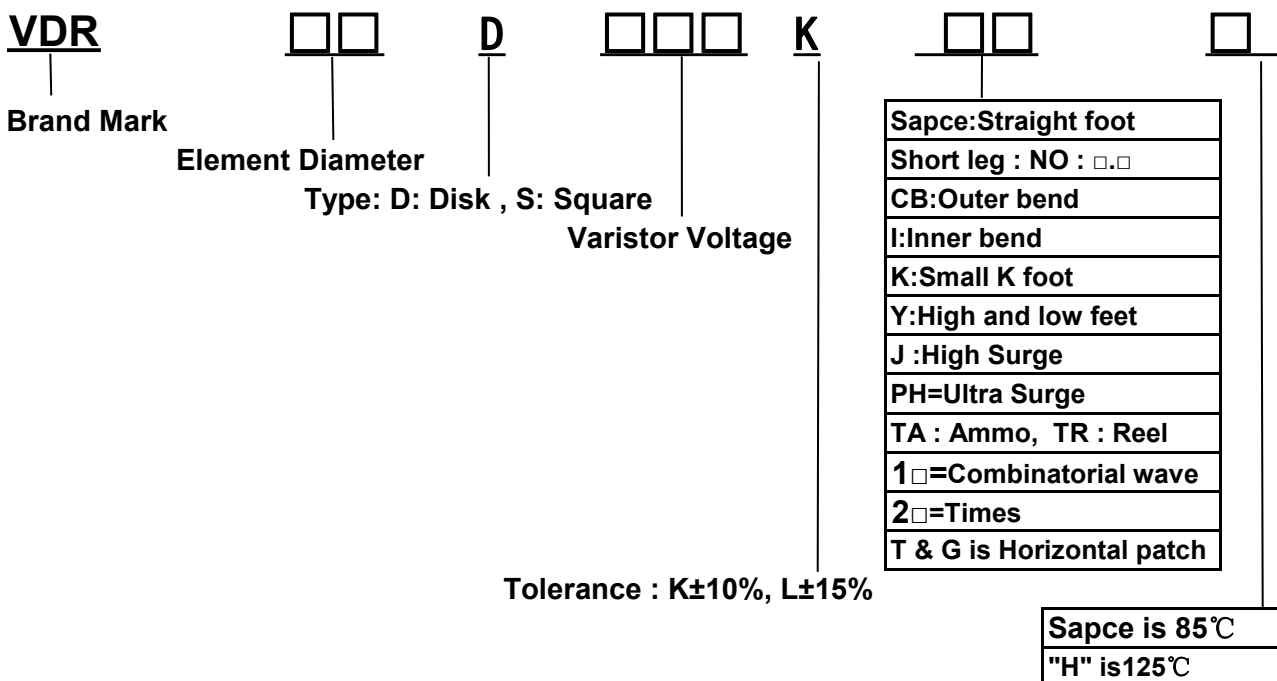 VDR □□ D □□□ K □□ □
Brand Mark
Element Diameter
Type: D: Disk , S: Square
Varistor Voltage
Sapce:Straight foot
Short leg : NO : □.□
CB:Outer bend
I:Inner bend
K:Small K foot
Y:High and low feet
J :High Surge
PH=Ultra Surge
TA : Ammo, TR : Reel
1□=Combinatorial wave
2□=Times
T & G is Horizontal patch
Tolerance : K±10%, L±15%
Sapce is 85℃
"H" is125℃